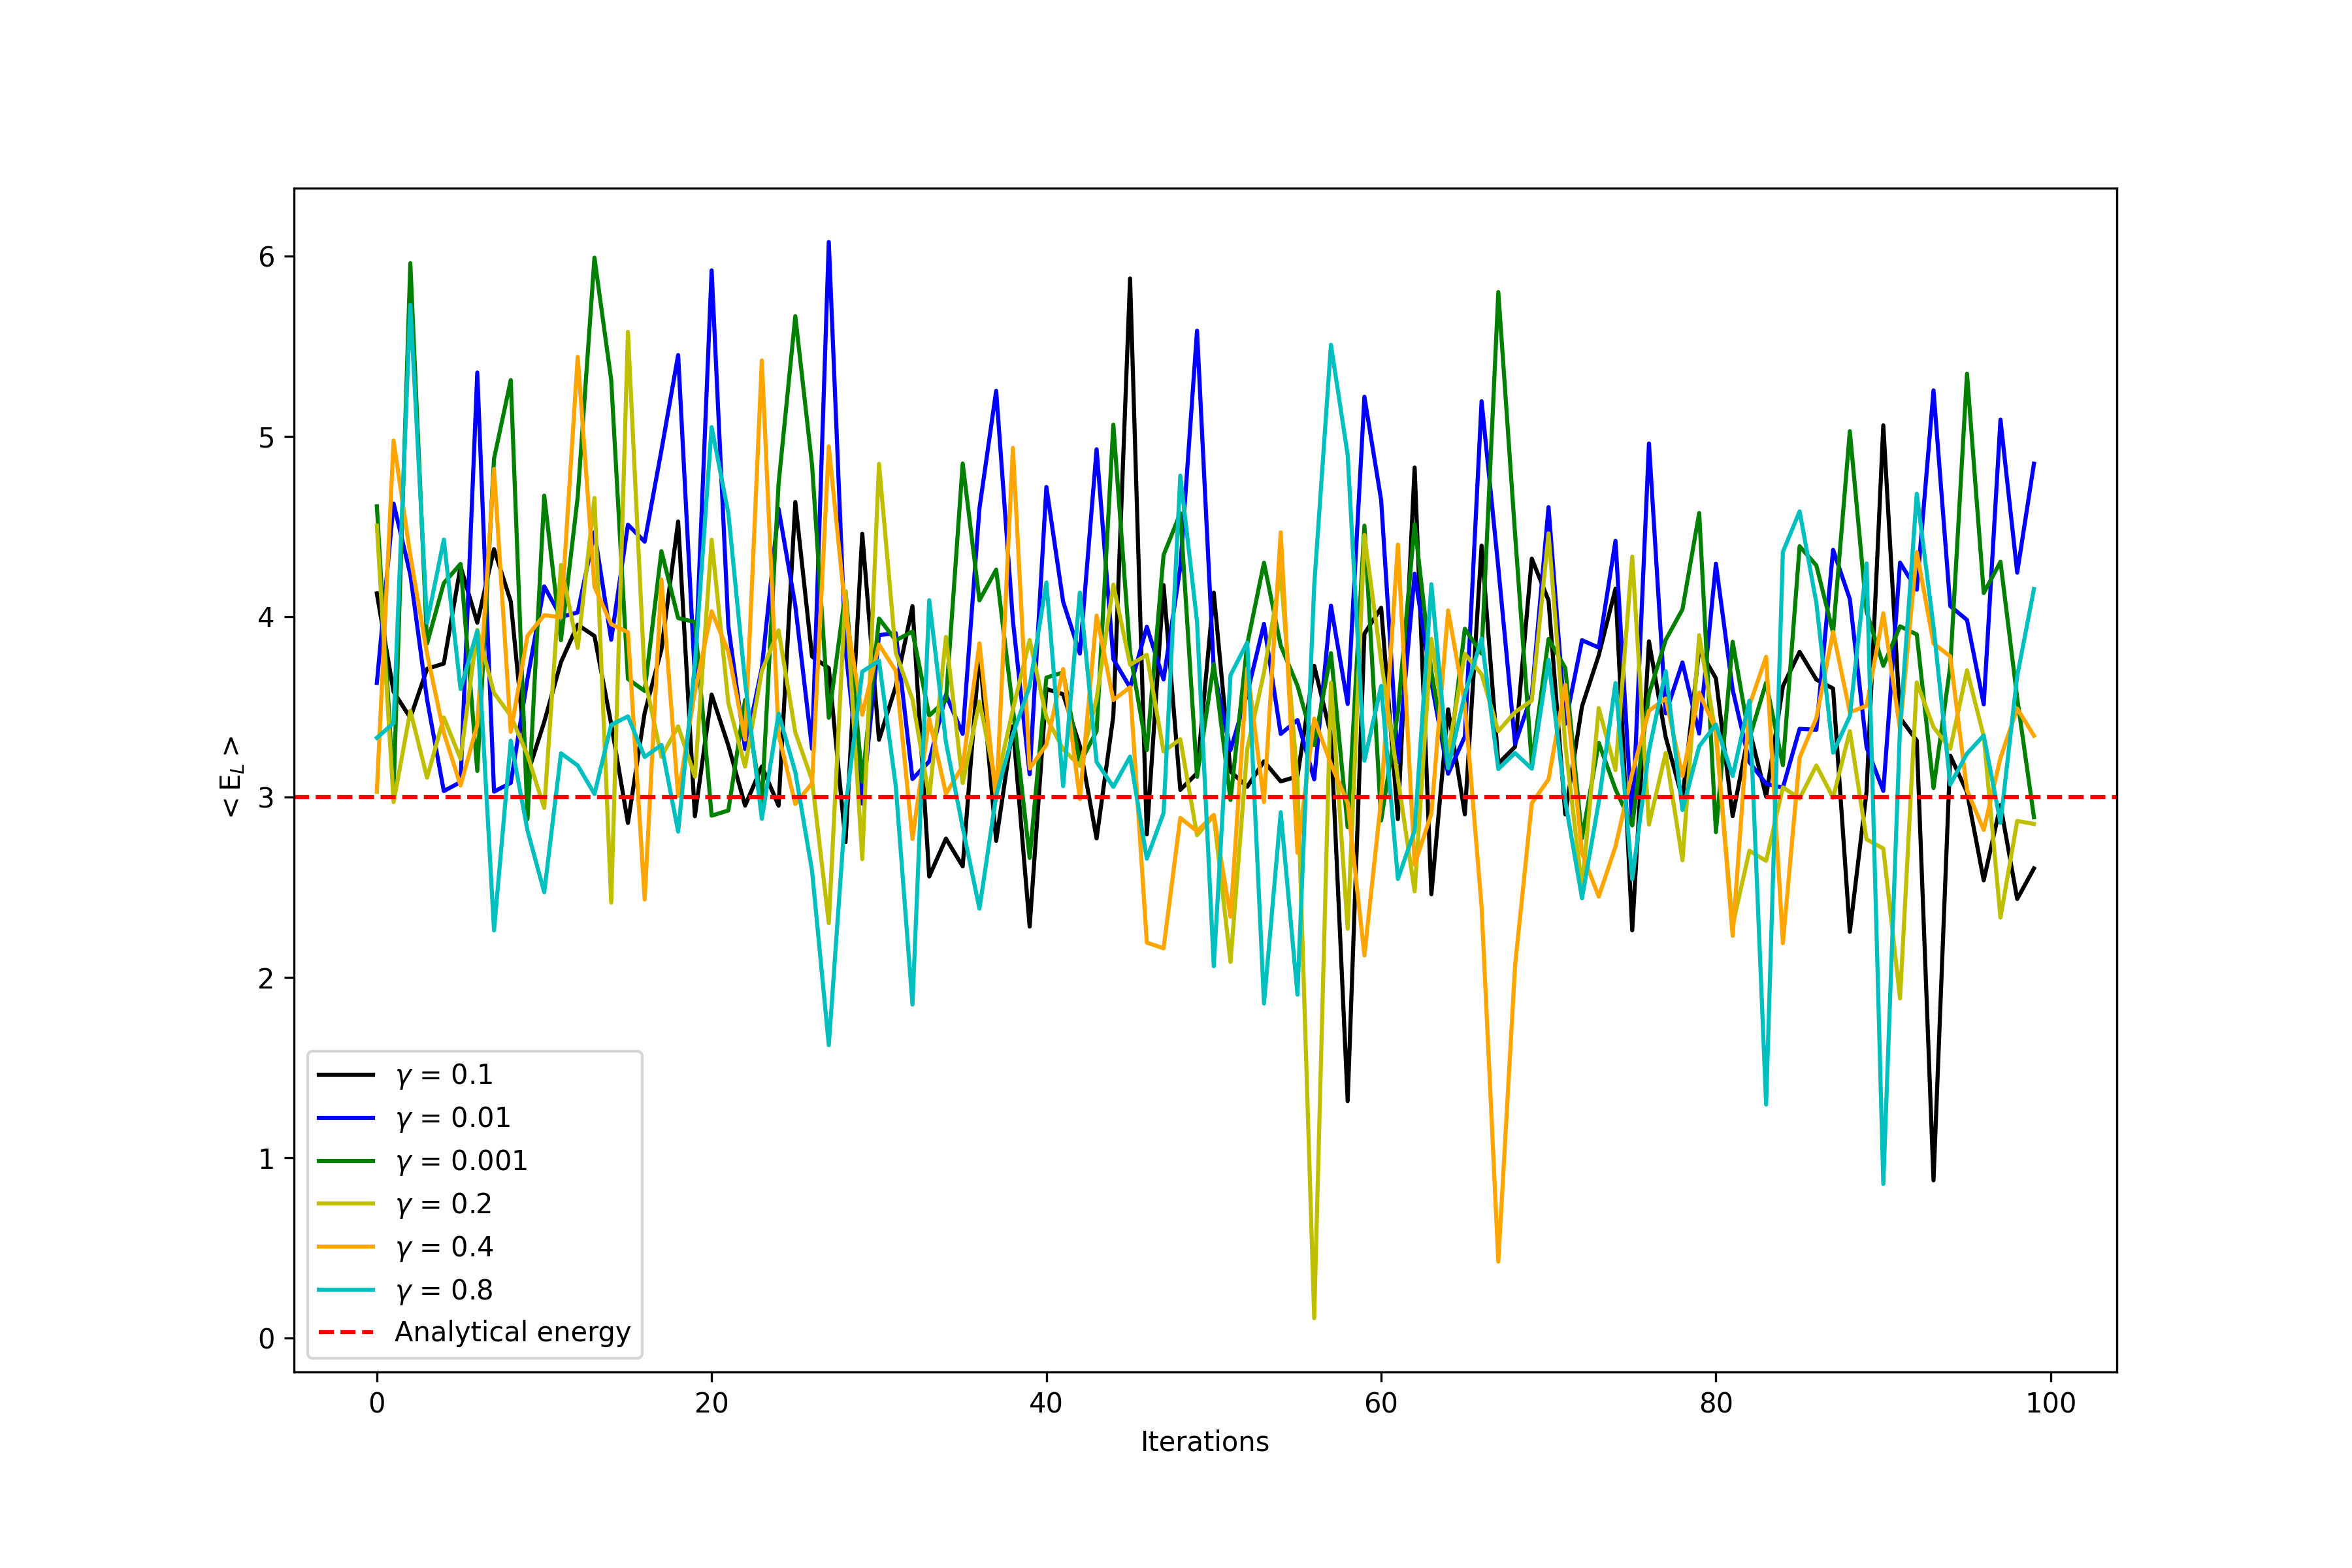 6
5
4
3
2
1
0
< E_L >
γ = 0.1
γ = 0.01
γ = 0.001
γ = 0.2
γ = 0.4
γ = 0.8
Analytical energy
0 20 40 60 80 100
Iterations